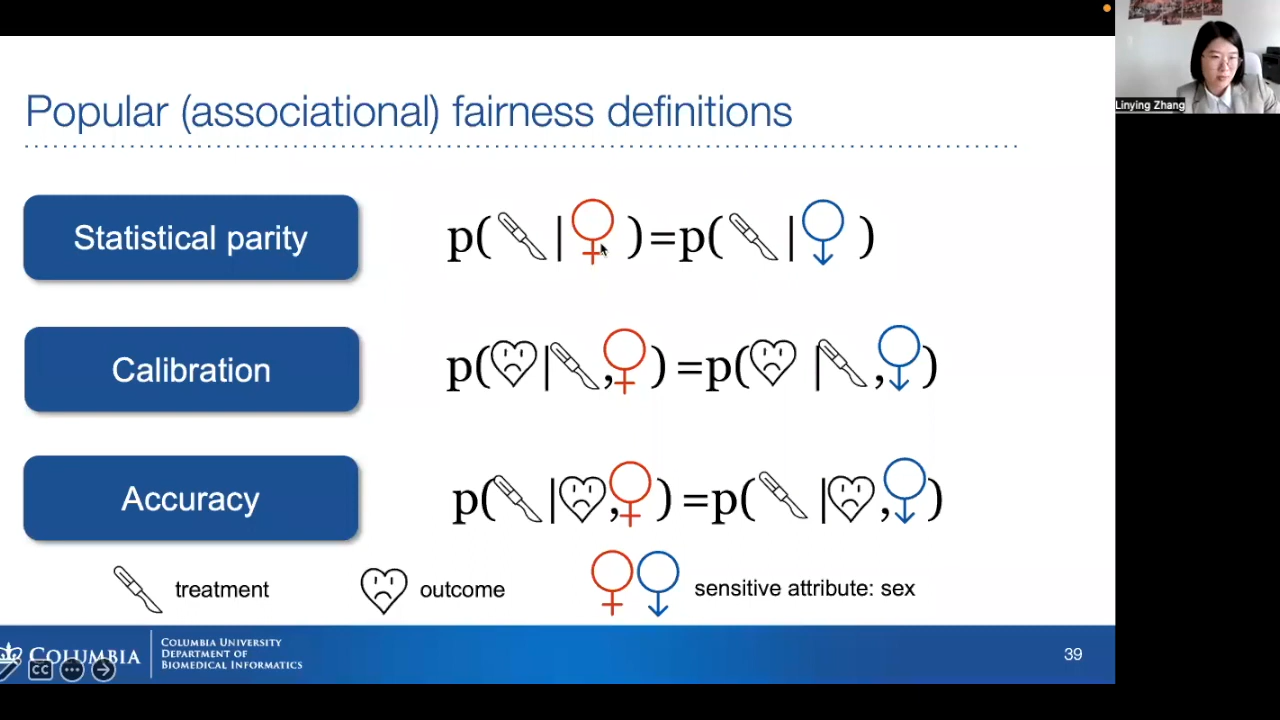 Linying Zhang
Popular (associational) fairness definitions
Statistical parity
p( | )=p( | )
Calibration
p( | , )=p( | , )
Accuracy
p( | , )=p( | , )
treatment
outcome
sensitive attribute: sex
COLUMBIA
COLUMBIA UNIVERSITY
DEPARTMENT OF
BIOMEDICAL INFORMATICS
39
CC